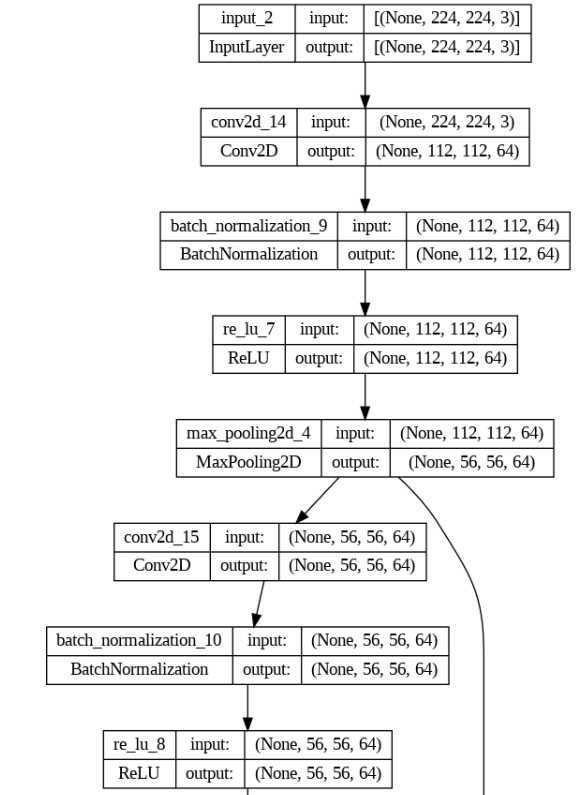 input_2 input: [(None, 224, 224, 3)]
InputLayer output: [(None, 224, 224, 3)]
conv2d_14 input: (None, 224, 224, 3)
Conv2D output: (None, 112, 112, 64)
batch_normalization_9 input: (None, 112, 112, 64)
BatchNormalization output: (None, 112, 112, 64)
re_lu_7 input: (None, 112, 112, 64)
ReLU output: (None, 112, 112, 64)
max_pooling2d_4 input: (None, 112, 112, 64)
MaxPooling2D output: (None, 56, 56, 64)
conv2d_15 input: (None, 56, 56, 64)
Conv2D output: (None, 56, 56, 64)
batch_normalization_10 input: (None, 56, 56, 64)
BatchNormalization output: (None, 56, 56, 64)
re_lu_8 input: (None, 56, 56, 64)
ReLU output: (None, 56, 56, 64)